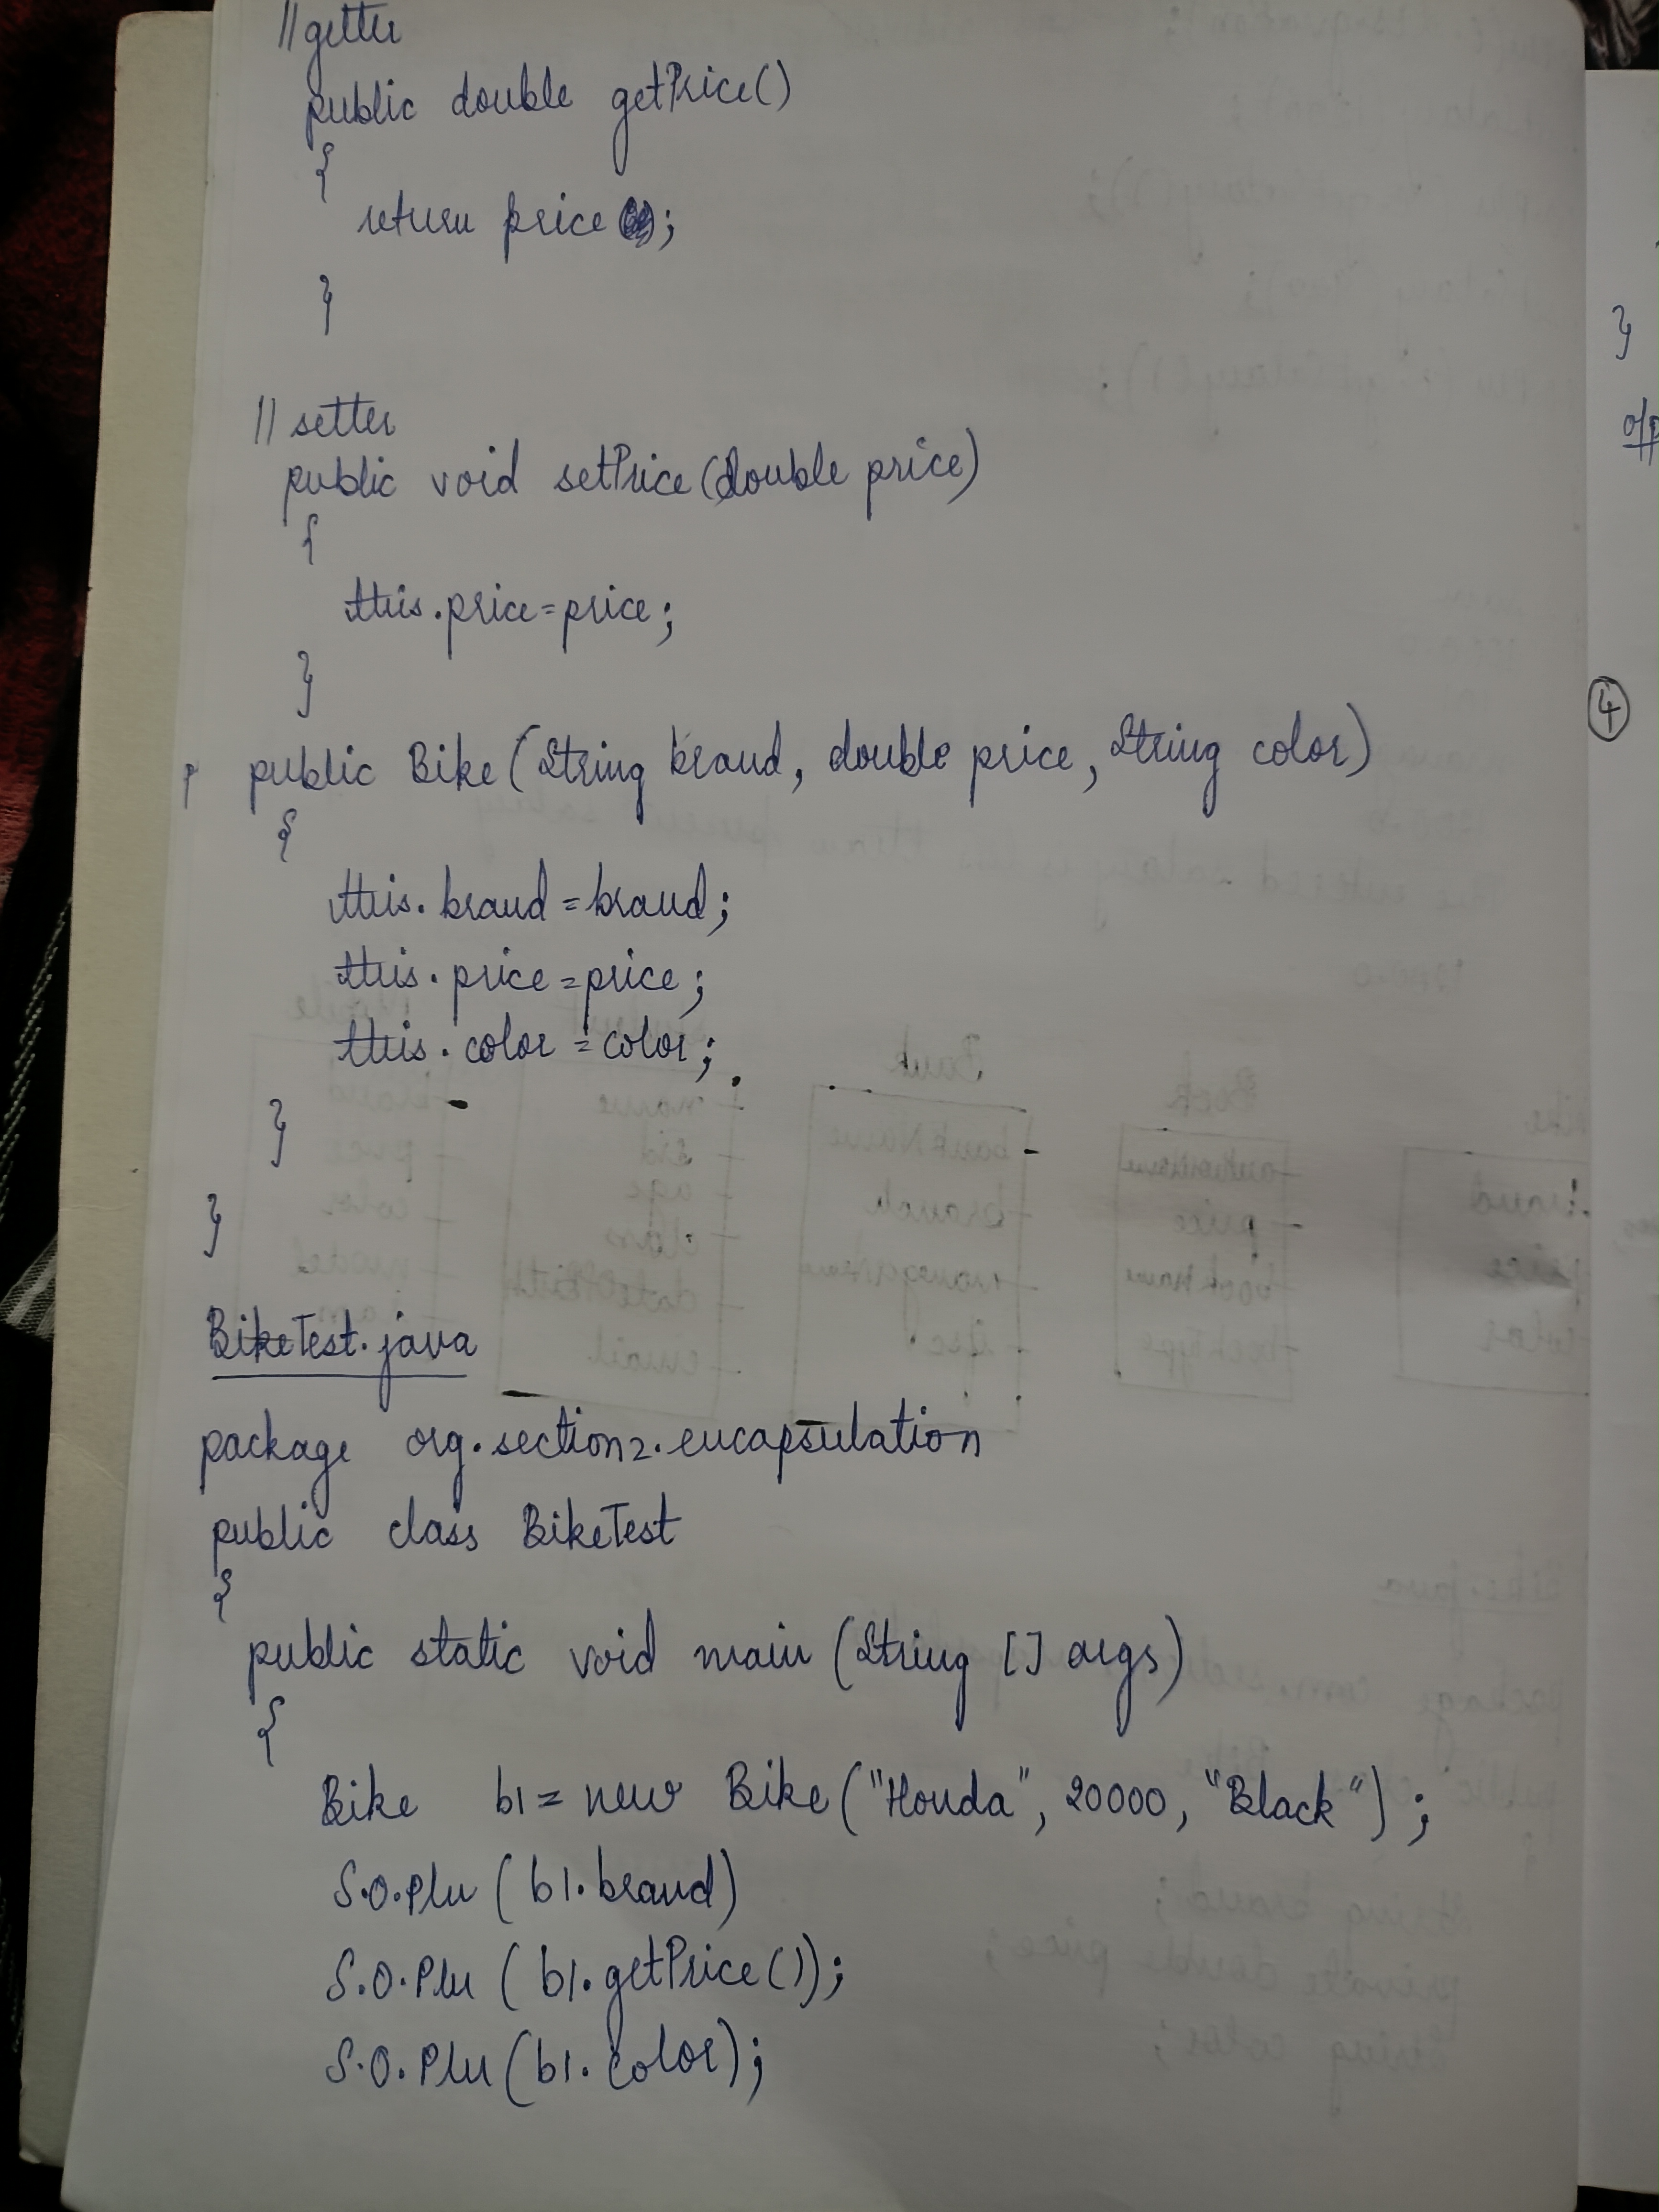 //getter
public double getPrice()
{
return price ;
}
// setter
public void setPrice(double price)
{
this.price=price;
}
public Bike(String brand, double price, String color)
{
this.brand=brand;
this.price=price;
this.color=color;
}
}
BikeTest.java
package org.section2.encapsulation
public class BikeTest
{
public static void main (String [] args)
{
Bike b1= new Bike("Honda", 20000, "Black");
S.O.Pln (b1.brand)
S.O.Pln (b1.getPrice());
S.O.Pln (b1.color);
}
o/p
4